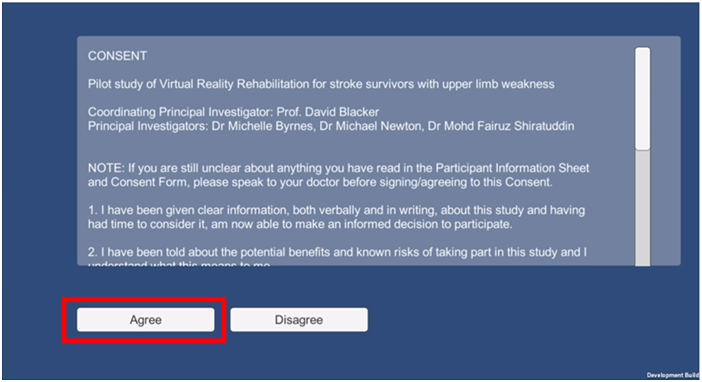 CONSENT
Pilot study of Virtual Reality Rehabilitation for stroke survivors with upper limb weakness
Coordinating Principal Investigator: Prof. David Blacker
Principal Investigators: Dr Michelle Byrnes, Dr Michael Newton, Dr Mohd Fairuz Shiratuddin
NOTE: If you are still unclear about anything you have read in the Participant Information Sheet
and Consent Form, please speak to your doctor before signing/agreeing to this Consent.
1. I have been given clear information, both verbally and in writing, about this study and having
had time to consider it, am now able to make an informed decision to participate.
2. I have been told about the potential benefits and known risks of taking part in this study and I
understand what this means to me.
Agree
Disagree
Development Build